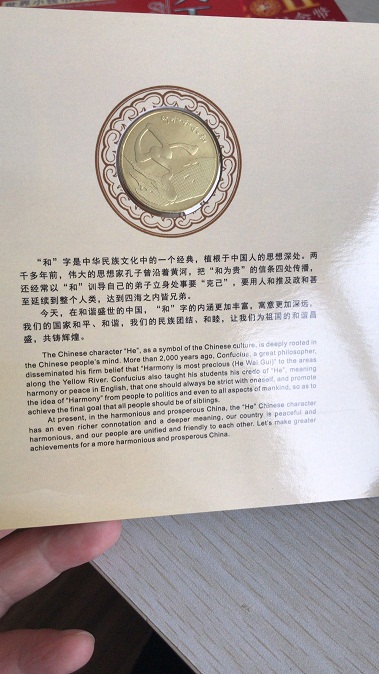 “和”字是中华民族文化中的一个经典，植根于中国人的思想深处。两
千多年前，伟大的思想家孔子曾沿着黄河，把“和为贵”的信条四处传播，
还经常以“和”训导自己的弟子立身处事要“克己”，要用人和推及政和甚
至延续到整个人类，达到四海之内皆兄弟。
今天，在和谐盛世的中国，“和”字的内涵更加丰富，寓意更加深远，
我们的国家和平、和谐，我们的民族团结、和睦，让我们为祖国的和谐昌
盛，共铸辉煌。
The Chinese character "He", as a symbol of the Chinese culture, is deeply rooted in
the Chinese people's mind. More than 2,000 years ago, Confucius, a great philosopher,
disseminated his firm belief that "Harmony is most precious (He Wei Gui)" to the areas
along the Yellow River. Confucius also taught his students his credo of "He", meaning
harmony or peace in English, that one should always be strict with oneself, and promote
the idea of "Harmony" from people to politics and even to all aspects of mankind, so as to
achieve the final goal that all people should be of siblings.
At present, in the harmonious and prosperous China, the "He" Chinese character
has an even richer connotation and a deeper meaning, our country is peaceful and
harmonious, and our people are unified and friendly to each other. Let's make greater
achievements for a more harmonious and prosperous China.